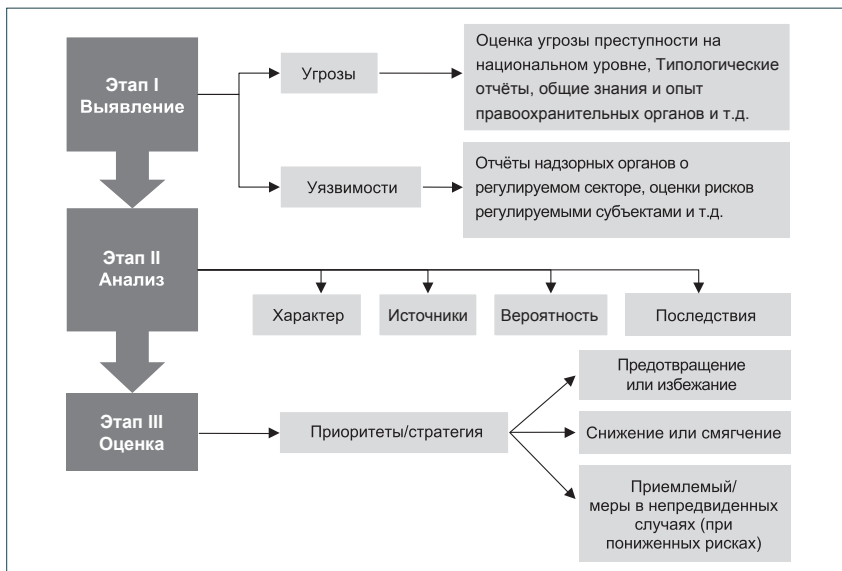 Этап I
Выявление
Угрозы
Оценка угрозы преступности на
национальном уровне, Типологические
отчёты, общие знания и опыт
правоохранительных органов и т.д.
Уязвимости
Отчёты надзорных органов о
регулируемом секторе, оценки рисков
регулируемыми субъектами и т.д.
Этап II
Анализ
Характер
Источники
Вероятность
Последствия
Этап III
Оценка
Приоритеты/стратегия
Предотвращение
или избежание
Снижение или смягчение
Приемлемый/
меры в непредвиденных
случаях (при
пониженных рисках)